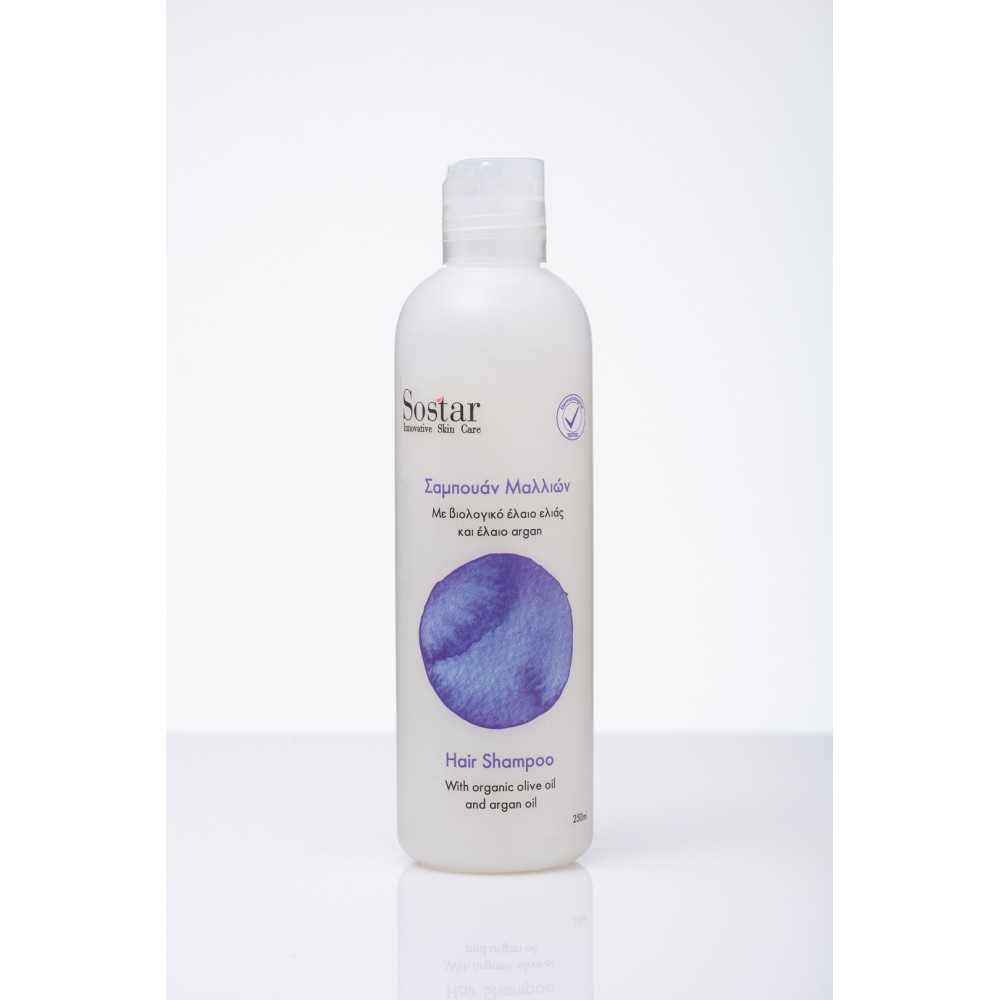 Sostar
Innovative Skin Care
Σαμπουάν Μαλλιών
Με βιολογικό έλαιο ελιάς
και έλαιο argan
Hair Shampoo
With organic olive oil
and argan oil
250ml